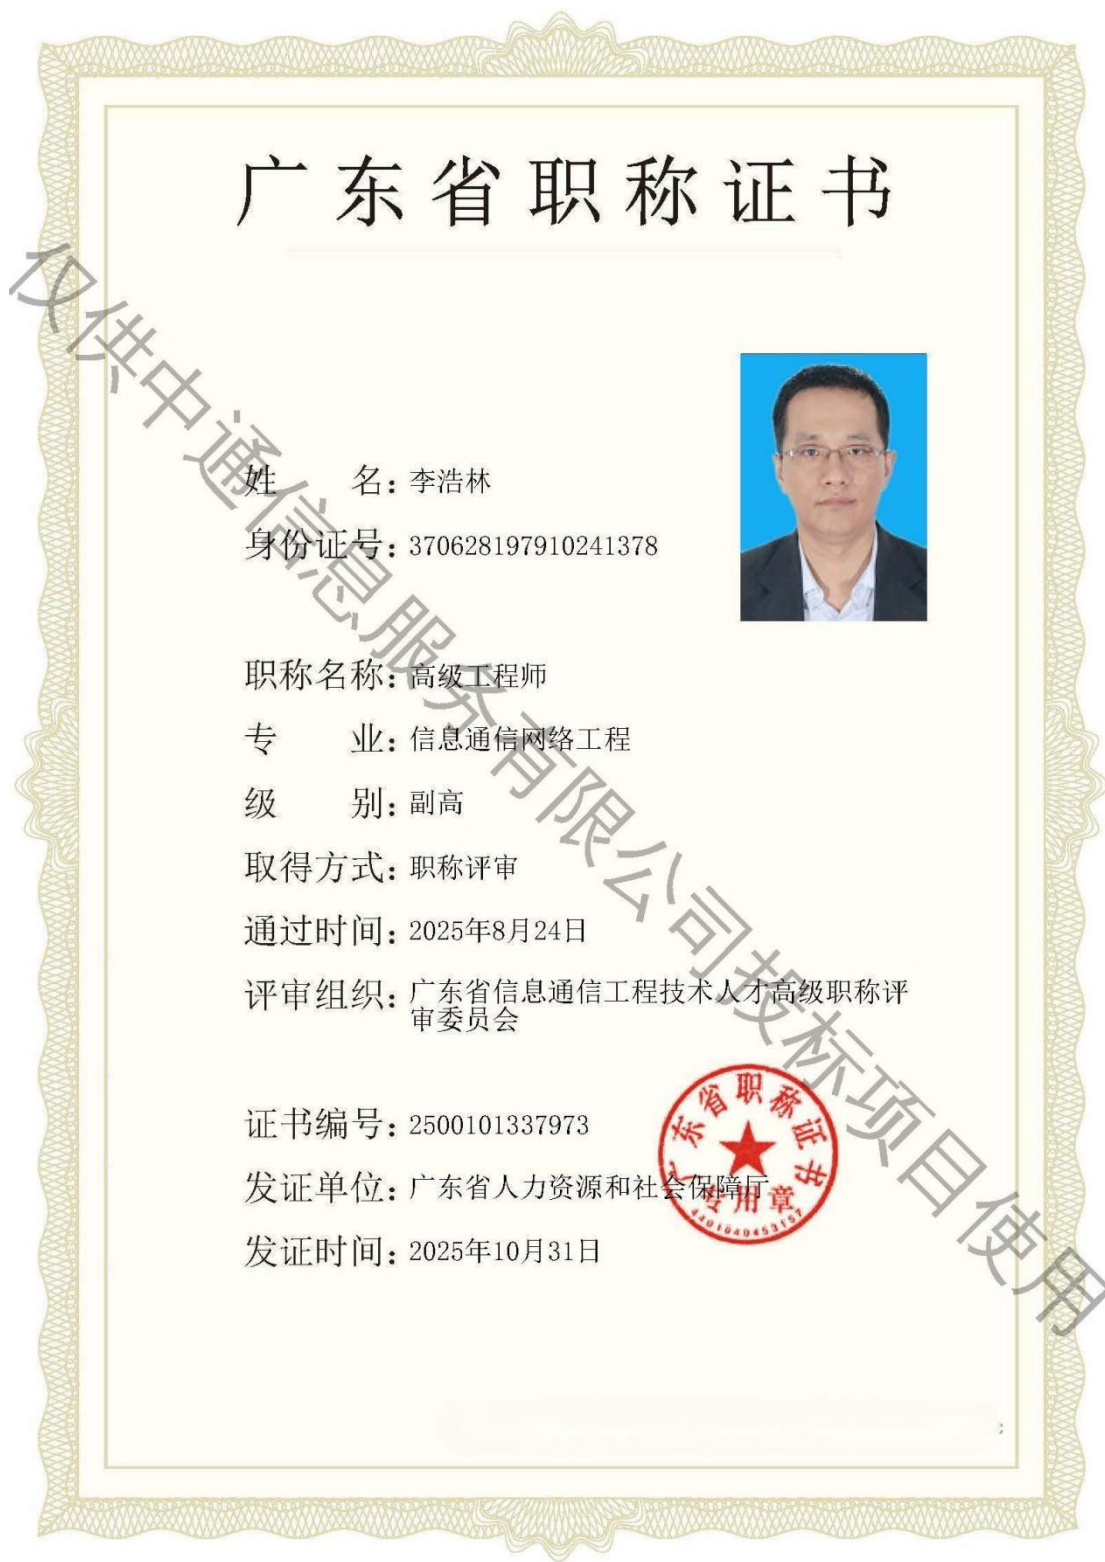 广东省职称证书
姓 名：李浩林
身份证号：370628197910241378
职称名称：高级工程师
专 业：信息通信网络工程
级 别：副高
取得方式：职称评审
通过时间：2025年8月24日
评审组织：广东省信息通信工程技术人才高级职称评
审委员会
证书编号：2500101337973
发证单位：广东省人力资源和社会保障厅
发证时间：2025年10月31日
广东省职称证书
专用章
4401040453157
仅供中通信息服务有限公司投标项目使用